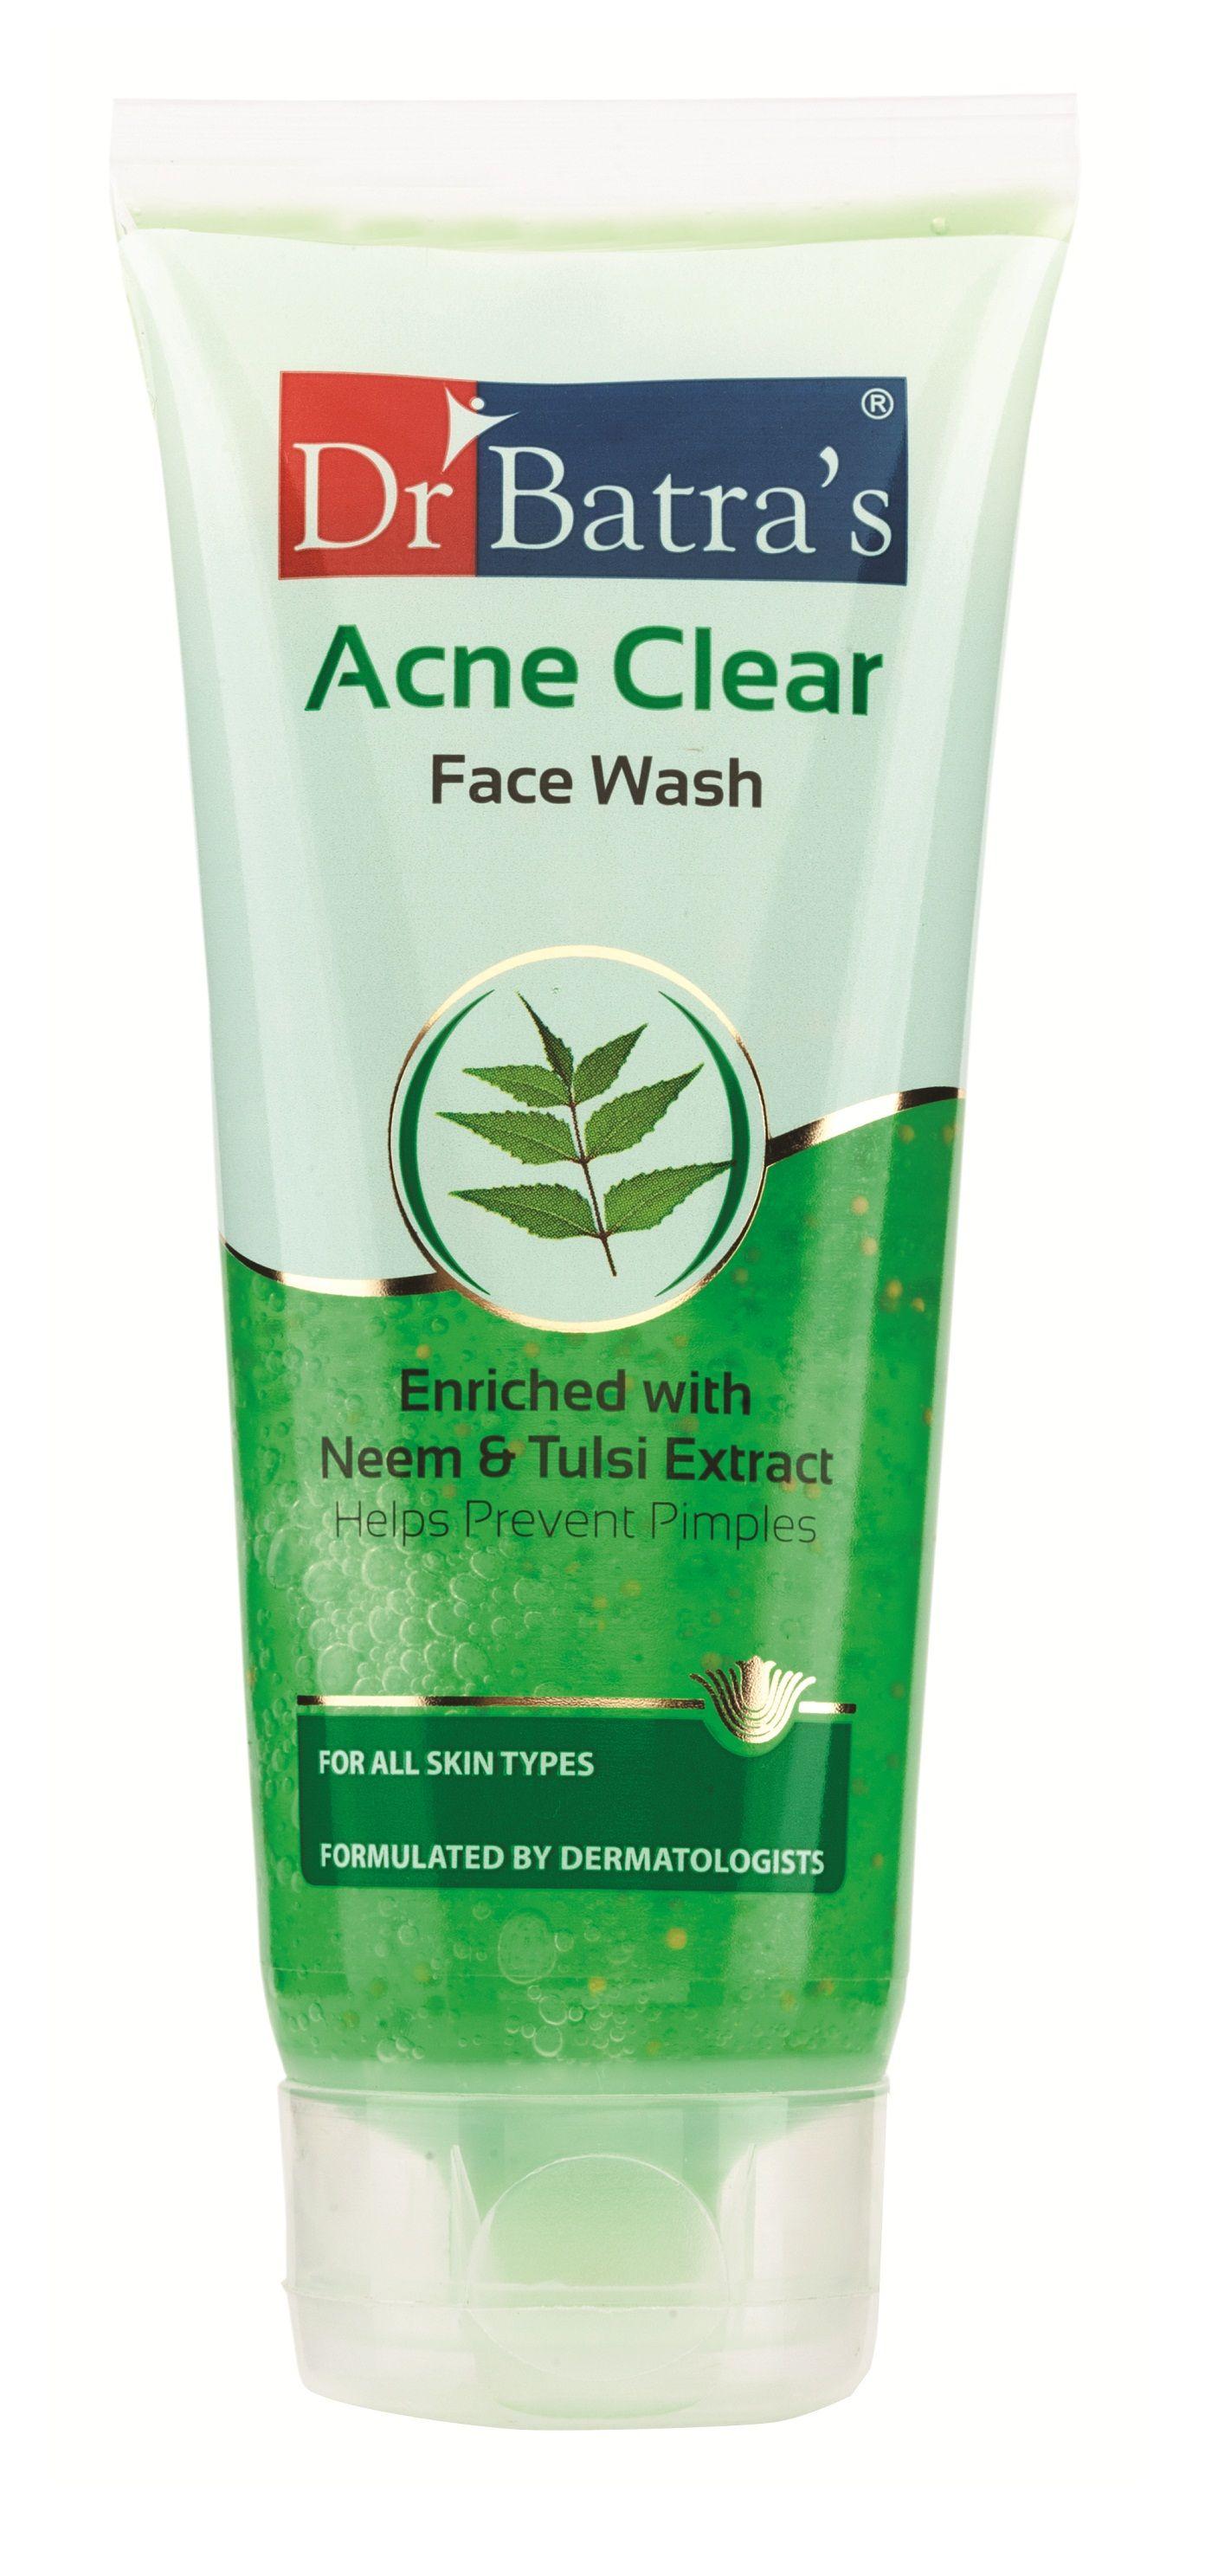 Dr Batra's®
Acne Clear
Face Wash
Enriched with
Neem & Tulsi Extract
Helps Prevent Pimples
FOR ALL SKIN TYPES
FORMULATED BY DERMATOLOGISTS